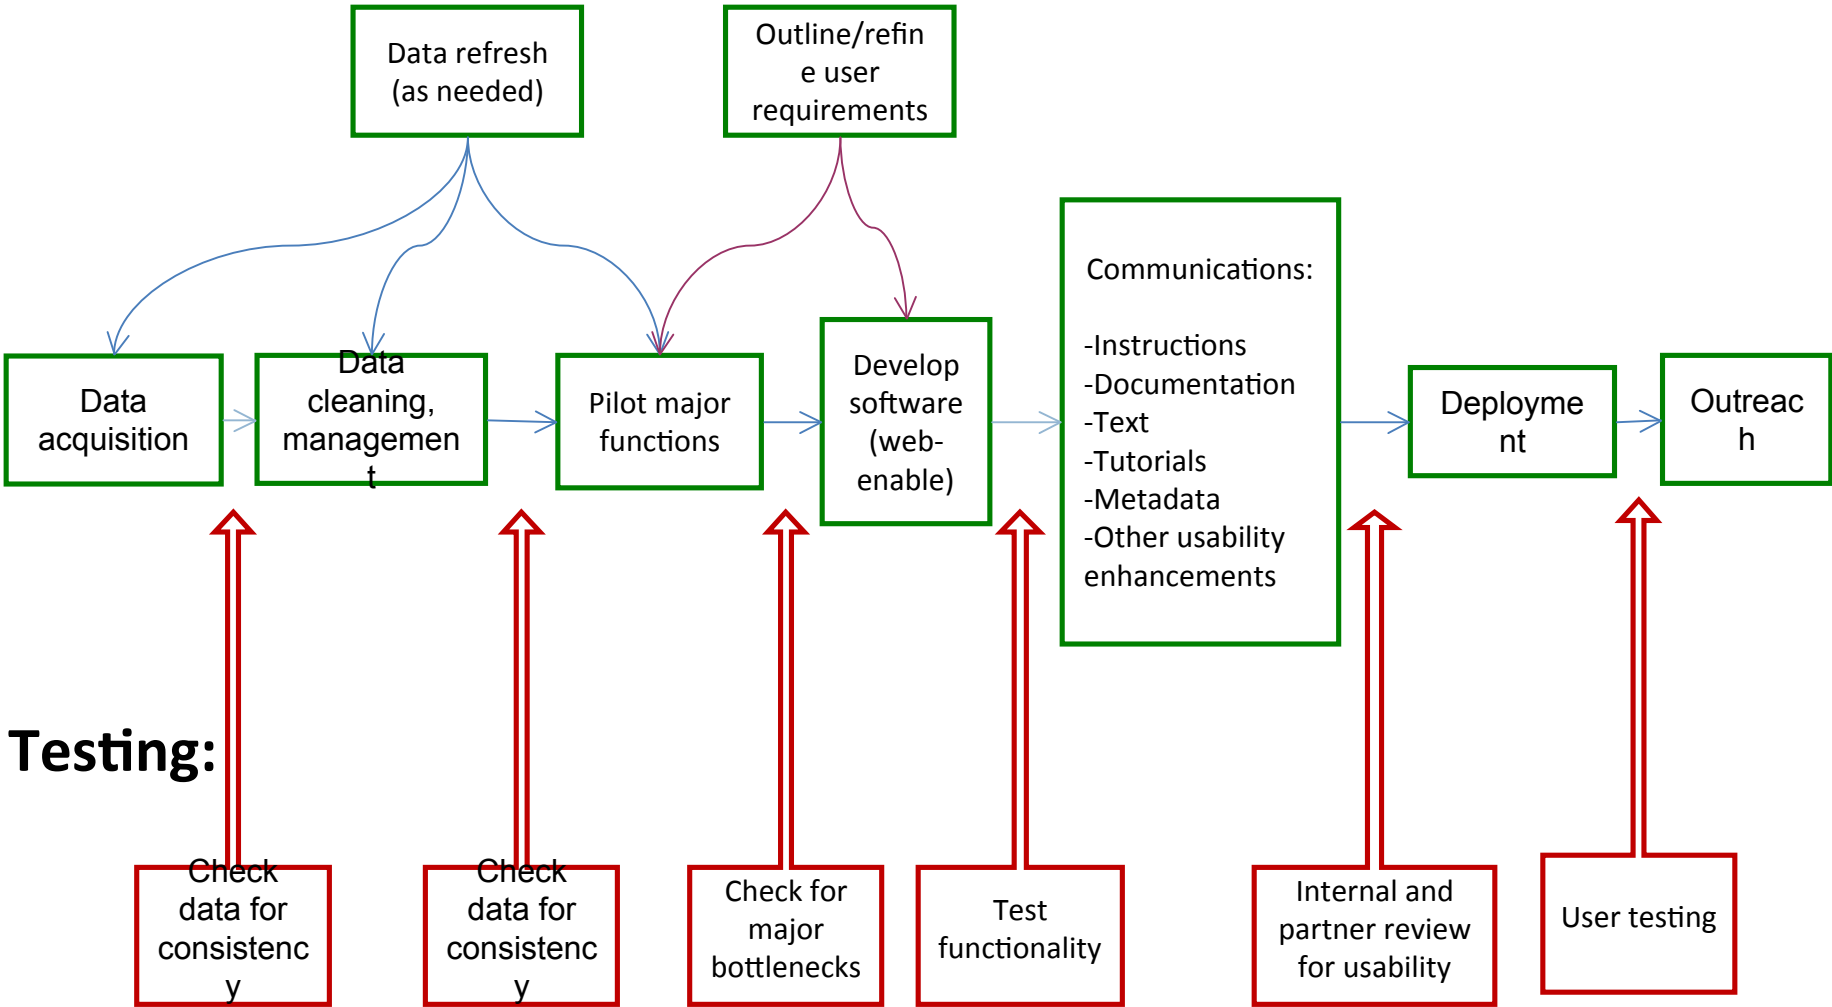 Data refresh
(as needed)
Outline/refin
e user
requirements
Data
acquisition
Data
cleaning,
managemen
t
Pilot major
functions
Develop
software
(web-
enable)
Communications:
-Instructions
-Documentation
-Text
-Tutorials
-Metadata
-Other usability
enhancements
Deployme
nt
Outreac
h
Testing:
Check
data for
consistenc
y
Check
data for
consistenc
y
Check for
major
bottlenecks
Test
functionality
Internal and
partner review
for usability
User testing